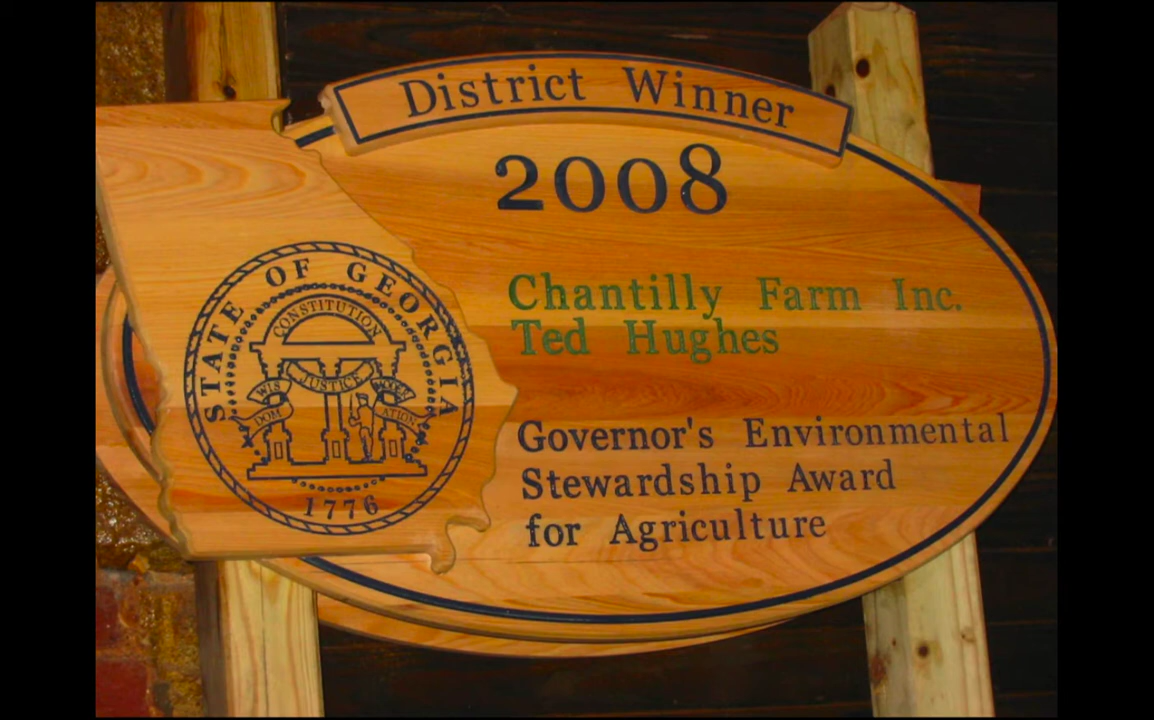 District Winner
2008
Chantilly Farm Inc.
Ted Hughes
Governor's Environmental
Stewardship Award
for Agriculture
STATE OF GEORGIA
CONSTITUTION
JUSTICE
WIS
DOM
ATION
1776